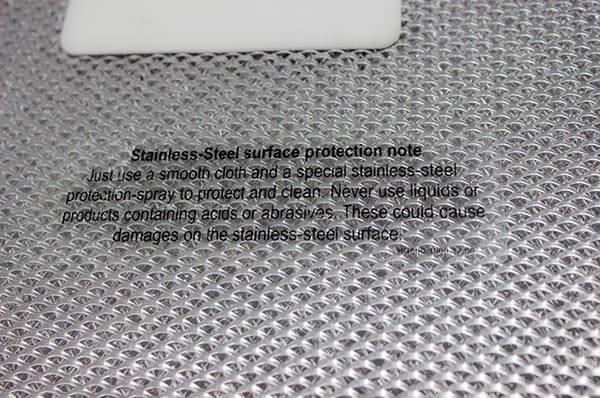 Stainless-Steel surface protection note
Just use a smooth cloth and a special stainless-steel
protection-spray to protect and clean. Never use liquids or
products containing acids or abrasives. These could cause
damages on the stainless-steel surface.